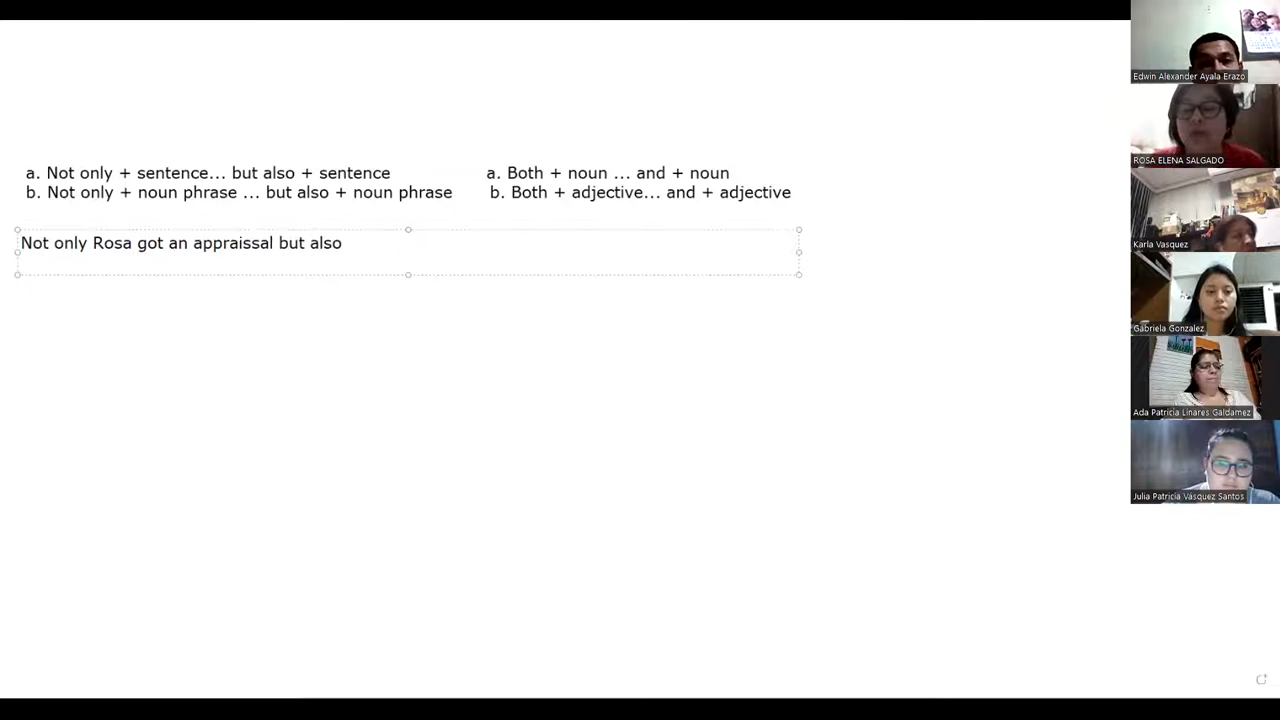 a. Not only + sentence... but also + sentence
b. Not only + noun phrase ... but also + noun phrase
a. Both + noun ... and + noun
b. Both + adjective... and + adjective
Not only Rosa got an appraissal but also
Edwin Alexander Ayala Erazo
ROSA ELENA SALGADO
Karla Vasquez
Gabriela Gonzalez
Ada Patricia Linares Galdamez
Julia Patricia Vásquez Santos